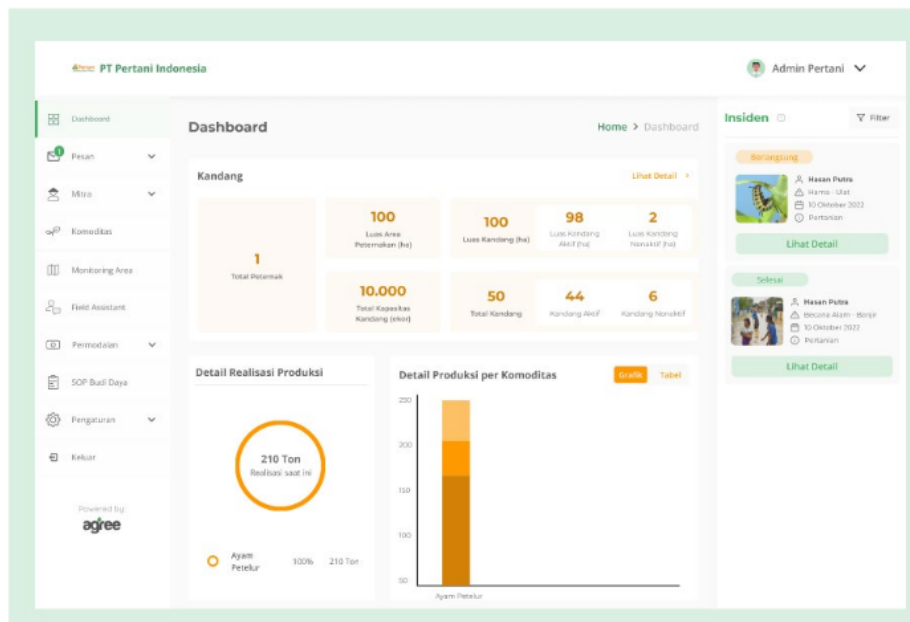 PT Pertani Indonesia
Admin Pertani
Dashboard
Pesan
1
Mitra
Komoditas
Monitoring Area
Field Assistant
Permodalan
SOP Budi Daya
Pengaturan
Keluar
Powered by
agree
Dashboard
Home > Dashboard
Kandang
Lihat Detail >
1
Total Peternak
100
Luas Area
Peternakan (ha)
100
Luas Kandang (ha)
98
Luas Kandang
Aktif (ha)
2
Luas Kandang
Nonaktif (ha)
10.000
Total Kapasitas
Kandang (ekor)
50
Total Kandang
44
Kandang Aktif
6
Kandang Nonaktif
Detail Realisasi Produksi
210 Ton
Realisasi saat ini
Ayam
Petelur
100%
210 Ton
Detail Produksi per Komoditas
Grafik
Tabel
250
200
150
100
50
Ayam Petelur
Insiden
Filter
Berlangsung
Hasan Putra
Hama - Ulat
10 Oktober 2022
Pertanian
Lihat Detail
Selesai
Hasan Putra
Becana Alam - Banjir
10 Oktober 2022
Pertanian
Lihat Detail